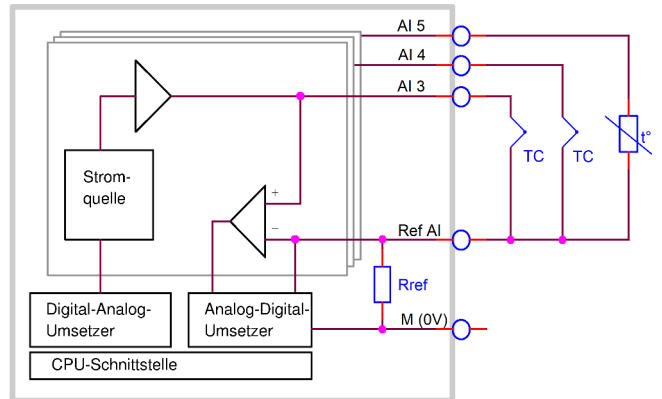 AI 5
AI 4
AI 3
t°
TC
TC
Strom-
quelle
+
−
Ref AI
Rref
Digital-Analog-
Umsetzer
Analog-Digital-
Umsetzer
M (0V)
CPU-Schnittstelle